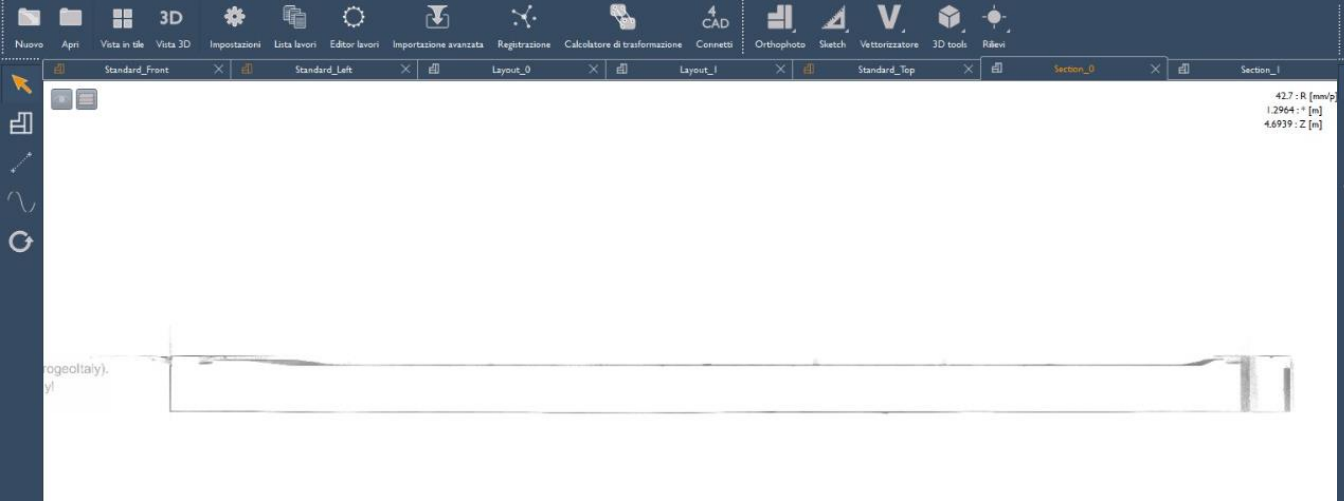 3D
4
CAD
Nuovo
Apri
Vista in tile
Vista 3D
Impostazioni
Lista lavori
Editor lavori
Importazione avanzata
Registrazione
Calcolatore di trasformazione
Connetti
Orthophoto
Sketch
Vettorizzatore
3D tools
Rilievi
Standard_Front
Standard_Left
Layout_0
Layout_1
Standard_Top
Section_0
Section_1
42.7 : R [mm/p]
1.2964 : * [m]
4.6939 : Z [m]
rogeoItaly).
y!